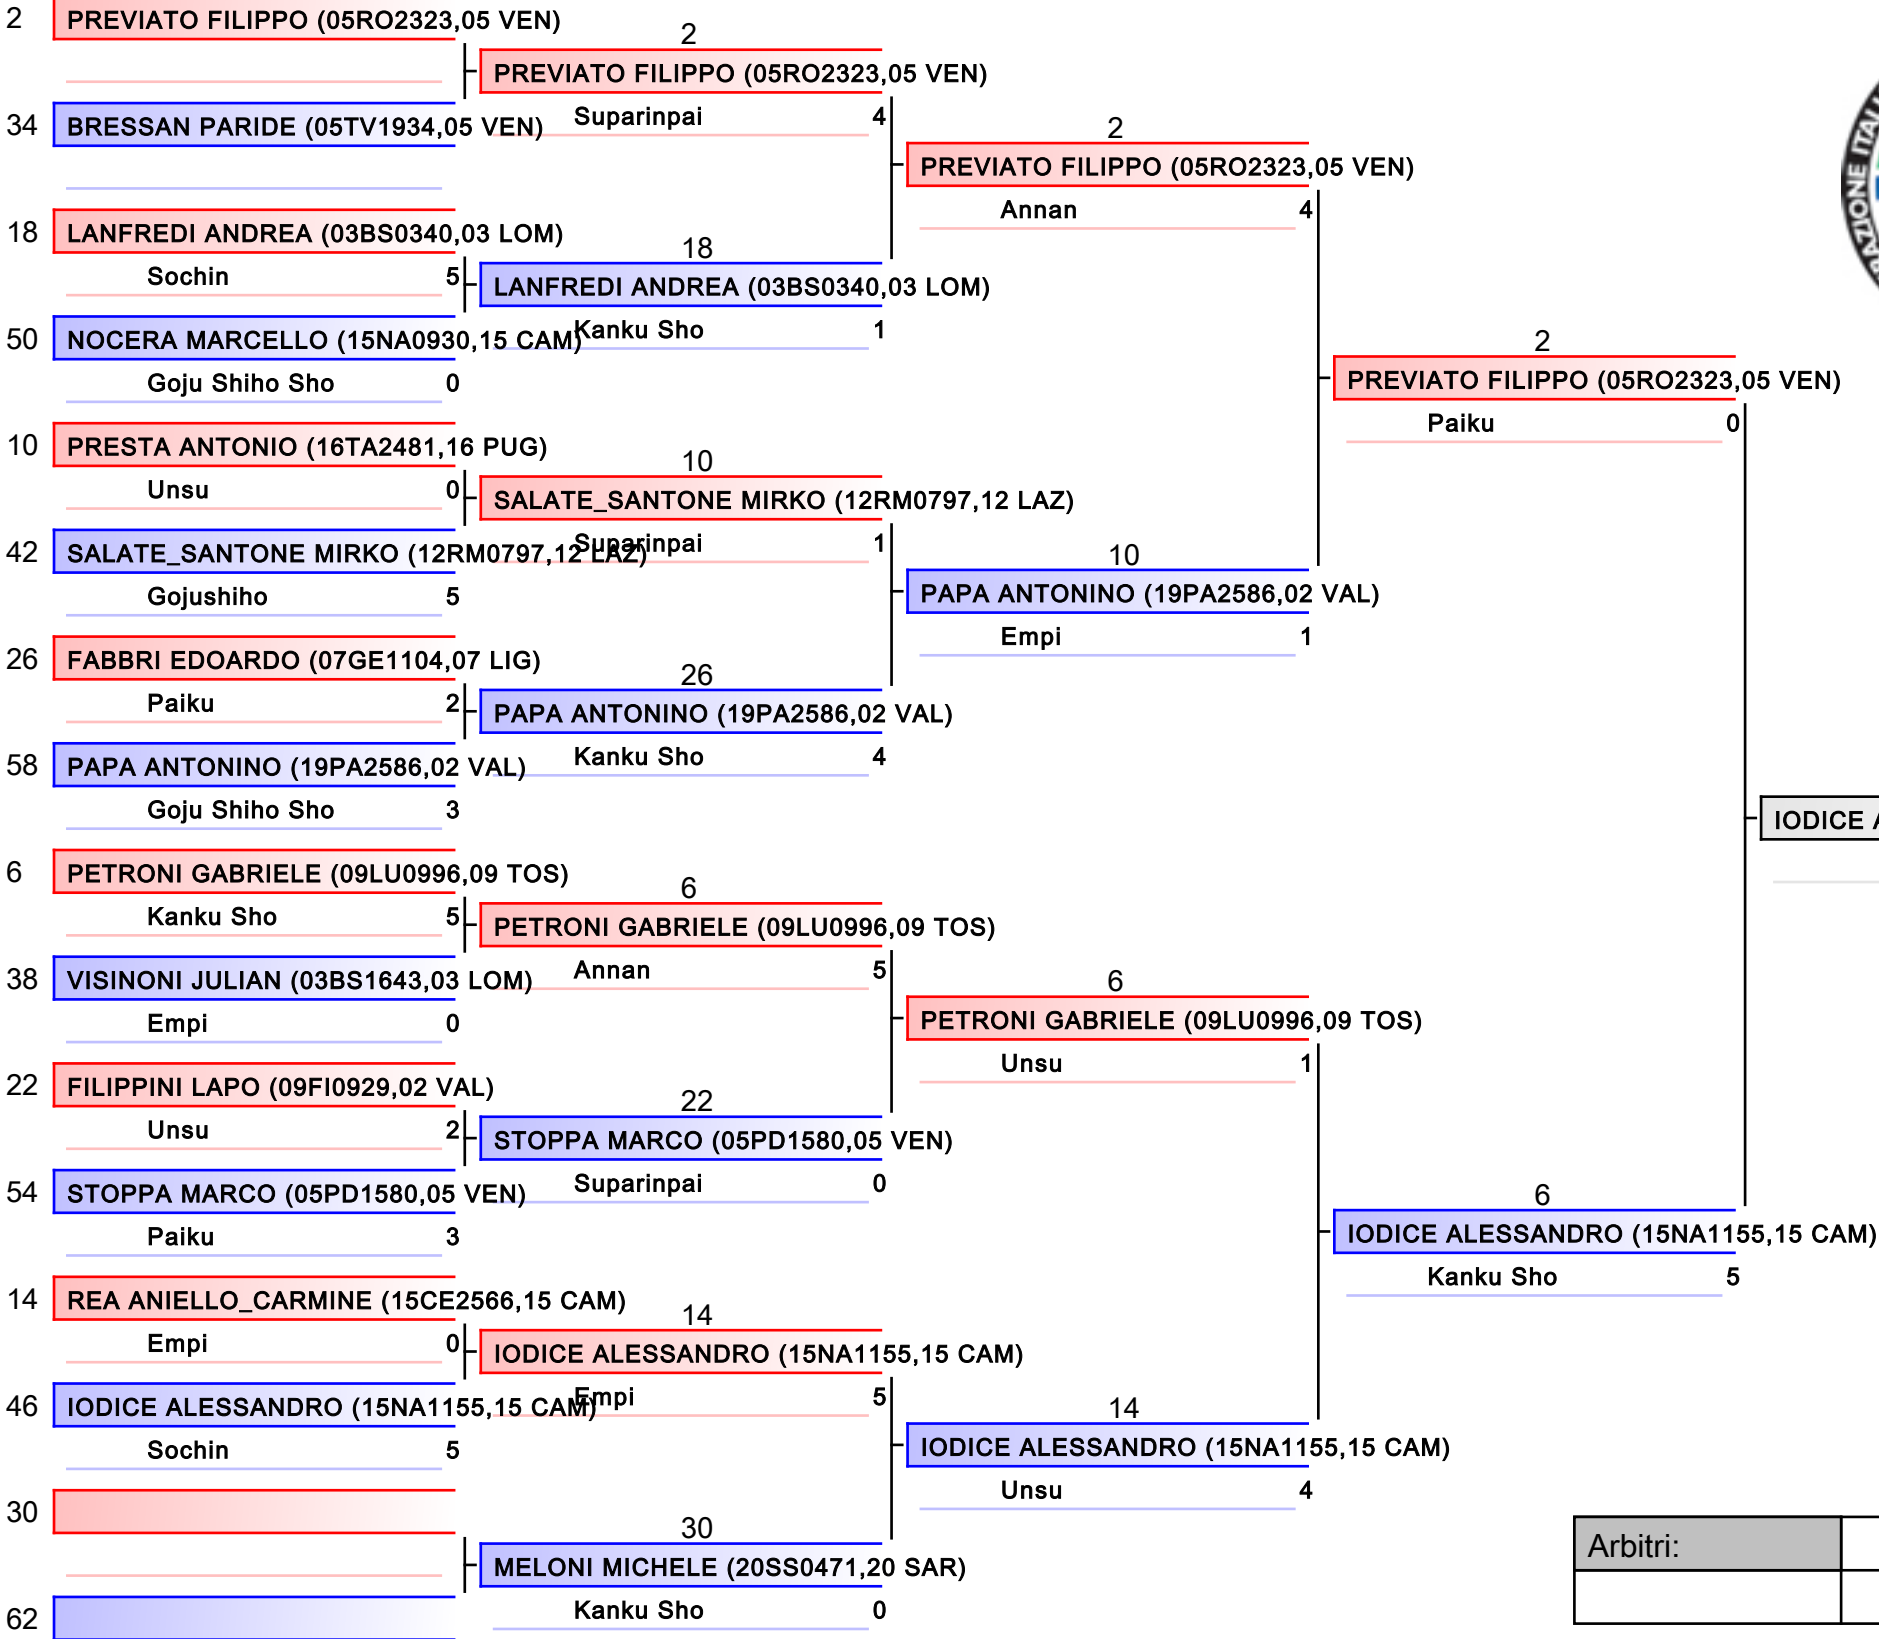 2
PREVIATO FILIPPO (05RO2323,05 VEN)
34
BRESSAN PARIDE (05TV1934,05 VEN)
18
LANFREDI ANDREA (03BS0340,03 LOM)
Sochin 5
50
NOCERA MARCELLO (15NA0930,15 CAM)
Goju Shiho Sho 0
10
PRESTA ANTONIO (16TA2481,16 PUG)
Unsu 0
42
SALATE_SANTONE MIRKO (12RM0797,12 LAZ)
Gojushiho 5
26
FABBRI EDOARDO (07GE1104,07 LIG)
Paiku 2
58
PAPA ANTONINO (19PA2586,02 VAL)
Goju Shiho Sho 3
6
PETRONI GABRIELE (09LU0996,09 TOS)
Kanku Sho 5
38
VISINONI JULIAN (03BS1643,03 LOM)
Empi 0
22
FILIPPINI LAPO (09FI0929,02 VAL)
Unsu 2
54
STOPPA MARCO (05PD1580,05 VEN)
Paiku 3
14
REA ANIELLO_CARMINE (15CE2566,15 CAM)
Empi 0
46
IODICE ALESSANDRO (15NA1155,15 CAM)
Sochin 5
30
62
2
PREVIATO FILIPPO (05RO2323,05 VEN)
Suparinpai 4
18
LANFREDI ANDREA (03BS0340,03 LOM)
Kanku Sho 1
10
SALATE_SANTONE MIRKO (12RM0797,12 LAZ)
Suparinpai 1
26
PAPA ANTONINO (19PA2586,02 VAL)
Kanku Sho 4
6
PETRONI GABRIELE (09LU0996,09 TOS)
Annan 5
22
STOPPA MARCO (05PD1580,05 VEN)
Suparinpai 0
14
IODICE ALESSANDRO (15NA1155,15 CAM)
Empi 5
30
MELONI MICHELE (20SS0471,20 SAR)
Kanku Sho 0
2
PREVIATO FILIPPO (05RO2323,05 VEN)
Annan 4
10
PAPA ANTONINO (19PA2586,02 VAL)
Empi 1
6
PETRONI GABRIELE (09LU0996,09 TOS)
Unsu 1
14
IODICE ALESSANDRO (15NA1155,15 CAM)
Unsu 4
2
PREVIATO FILIPPO (05RO2323,05 VEN)
Paiku 0
6
IODICE ALESSANDRO (15NA1155,15 CAM)
Kanku Sho 5
IODICE A
AZIONE ITAL
Arbitri: